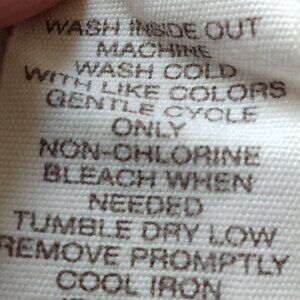 WASH INSIDE OUT
MACHINE
WASH COLD
WITH LIKE COLORS
GENTLE CYCLE
ONLY
NON-CHLORINE
BLEACH WHEN
NEEDED
TUMBLE DRY LOW
REMOVE PROMPTLY
COOL IRON